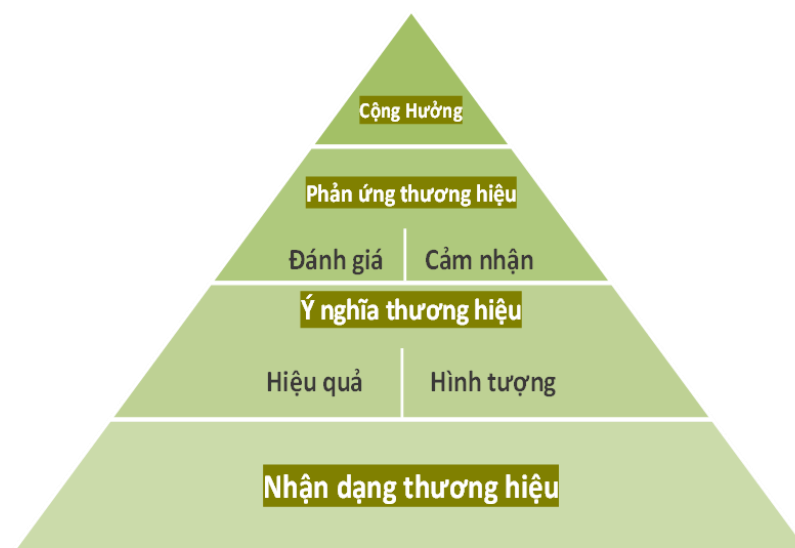 Cộng Hưởng
Phản ứng thương hiệu
Đánh giá
Cảm nhận
Ý nghĩa thương hiệu
Hiệu quả
Hình tượng
Nhận dạng thương hiệu